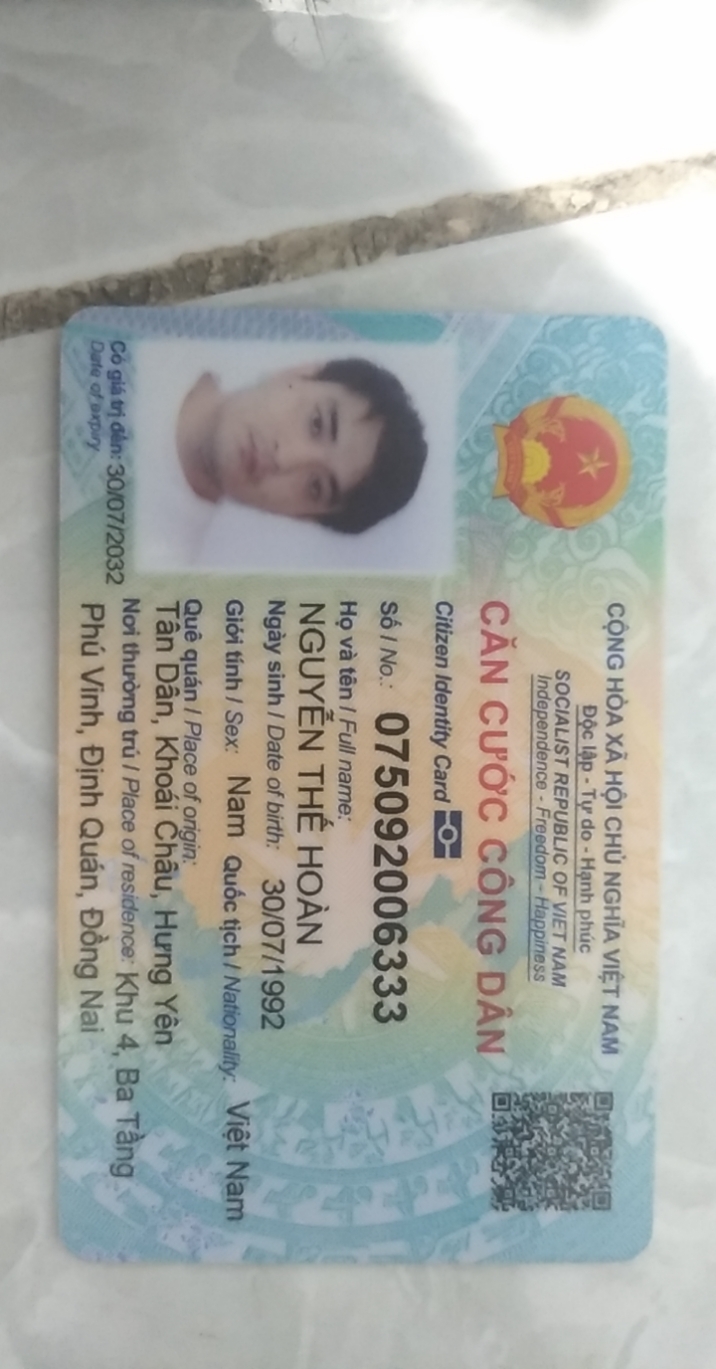 CỘNG HÒA XÃ HỘI CHỦ NGHĨA VIỆT NAM
Độc lập - Tự do - Hạnh phúc
SOCIALIST REPUBLIC OF VIET NAM
Independence - Freedom - Happiness
CĂN CƯỚC CÔNG DÂN
Citizen Identity Card
Số / No.: 075092006333
Họ và tên / Full name:
NGUYỄN THẾ HOÀN
Ngày sinh / Date of birth: 30/07/1992
Giới tính / Sex: Nam Quốc tịch / Nationality: Việt Nam
Quê quán / Place of origin:
Tân Dân, Khoái Châu, Hưng Yên
Nơi thường trú / Place of residence: Khu 4, Ba Tầng
Phú Vinh, Định Quán, Đồng Nai
Có giá trị đến: 30/07/2032
Date of expiry